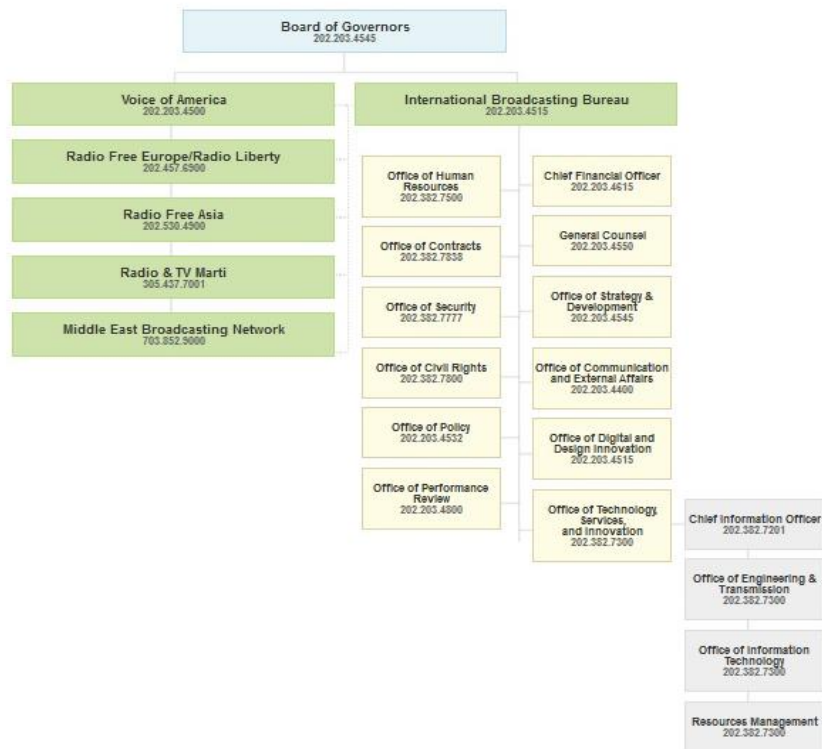 Board of Governors
202.203.4545
Voice of America
202.203.4500
Radio Free Europe/Radio Liberty
202.457.6900
Radio Free Asia
202.530.4900
Radio & TV Marti
305.437.7001
Middle East Broadcasting Network
703.852.9000
International Broadcasting Bureau
202.203.4515
Office of Human
Resources
202.382.7500
Office of Contracts
202.382.7838
Office of Security
202.382.7777
Office of Civil Rights
202.382.7800
Office of Policy
202.203.4532
Office of Performance
Review
202.203.4800
Chief Financial Officer
202.203.4615
General Counsel
202.203.4550
Office of Strategy &
Development
202.203.4545
Office of Communication
and External Affairs
202.203.4400
Office of Digital and
Design Innovation
202.203.4515
Office of Technology,
Services,
and Innovation
202.382.7300
Chief Information Officer
202.382.7201
Office of Engineering &
Transmission
202.382.7300
Office of Information
Technology
202.382.7300
Resources Management
202.382.7300